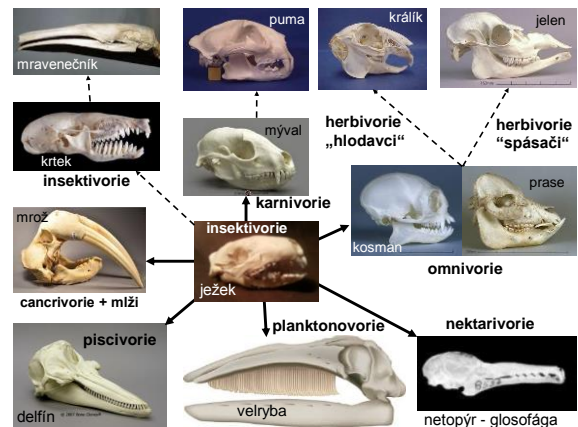 mravenečník
puma
králík
jelen
krtek
insektivorie
mýval
karnivorie
herbivorie
„hlodavci“
herbivorie
“spásači”
mrož
cancrivorie + mlži
insektivorie
ježek
kosman
prase
omnivorie
piscivorie
delfín
planktonovorie
velryba
nektarivorie
netopýr - glosofága